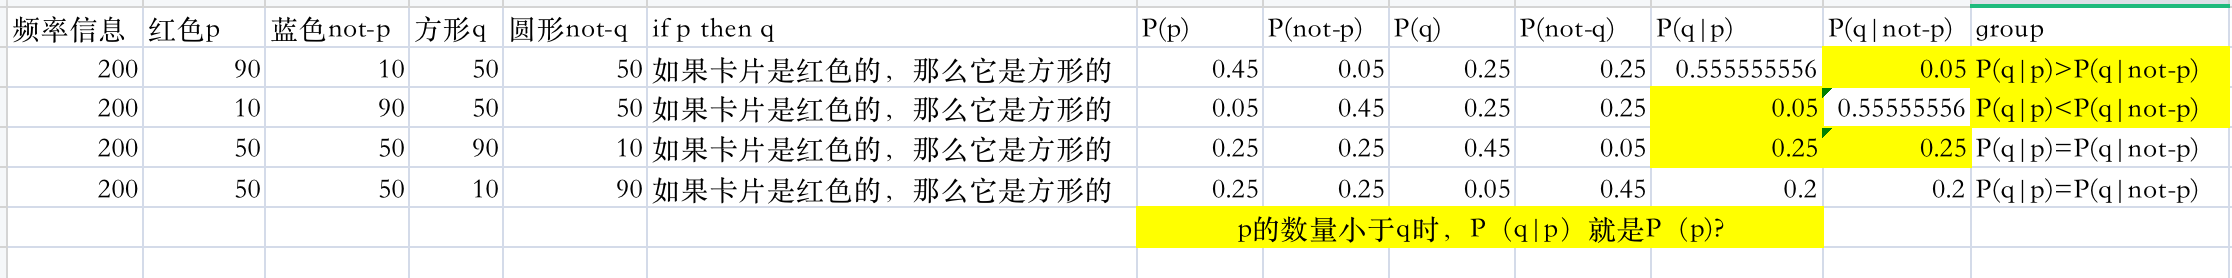 频率信息 红色p 蓝色not-p 方形q 圆形not-q if p then q P(p) P(not-p) P(q) P(not-q) P(q|p) P(q|not-p) group
200 90 10 50 50 如果卡片是红色的，那么它是方形的 0.45 0.05 0.25 0.25 0.555555556 0.05 P(q|p)>P(q|not-p)
200 10 90 50 50 如果卡片是红色的，那么它是方形的 0.05 0.45 0.25 0.25 0.05 0.55555556 P(q|p)<P(q|not-p)
200 50 50 90 10 如果卡片是红色的，那么它是方形的 0.25 0.25 0.45 0.05 0.25 0.25 P(q|p)=P(q|not-p)
200 50 50 10 90 如果卡片是红色的，那么它是方形的 0.25 0.25 0.05 0.45 0.2 0.2 P(q|p)=P(q|not-p)
p的数量小于q时，P（q|p）就是P（p)?